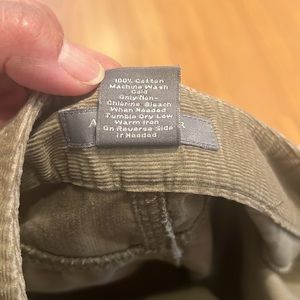 100% Cotton
Machine Wash
Cold
Only Non-
Chlorine Bleach
When Needed
Tumble Dry Low
Warm Iron
On Reverse Side
If Needed
A
R